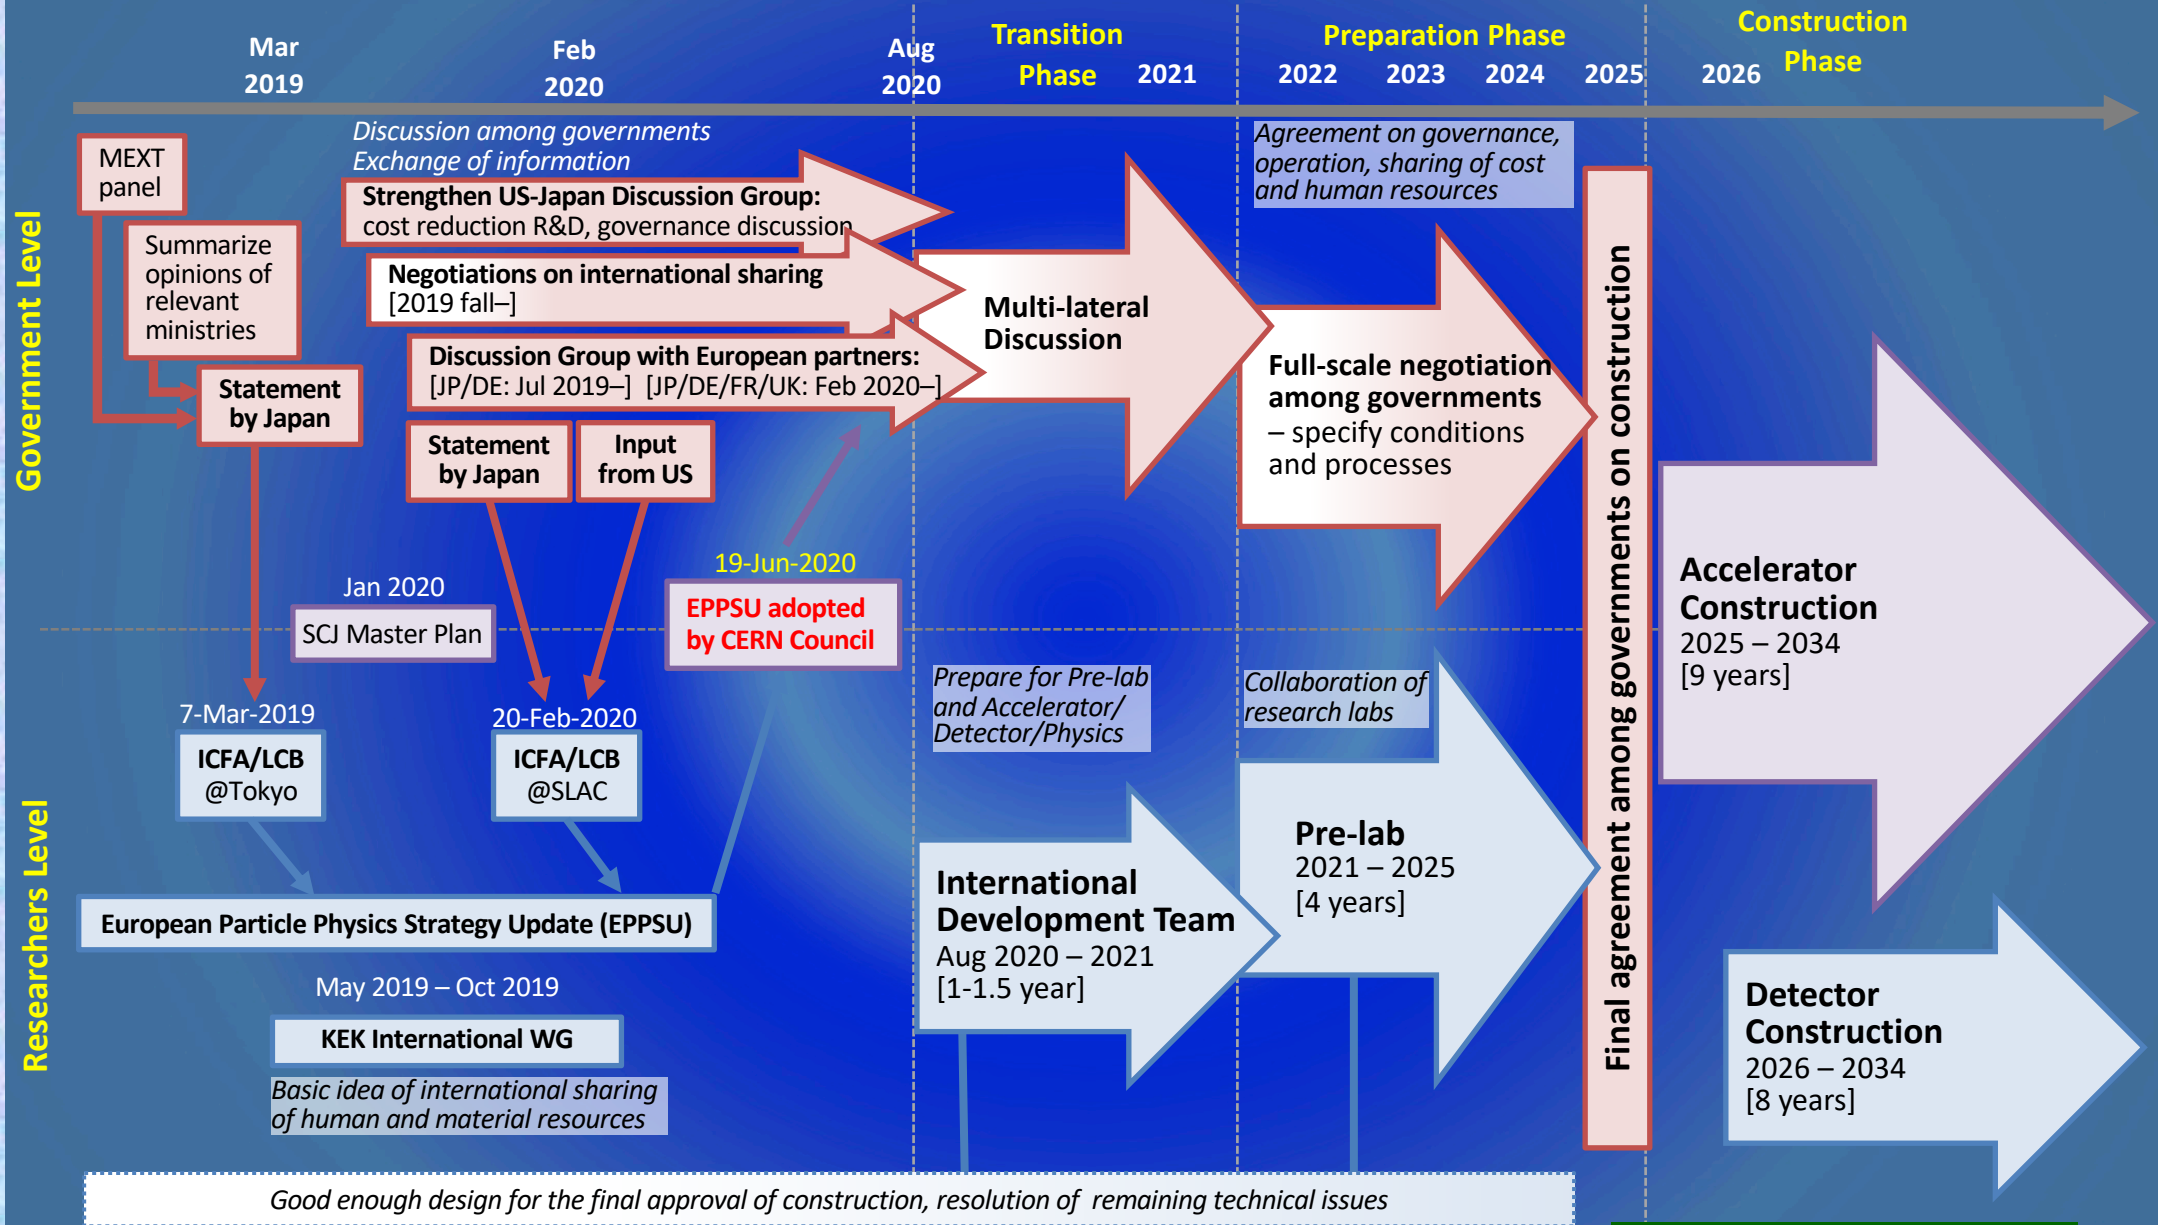 Mar
2019
Feb
2020
Aug
2020
Transition
Phase
2021
Preparation Phase
2022
2023
2024
2025
Construction
Phase
2026
Government Level
MEXT
panel
Summarize
opinions of
relevant
ministries
Statement
by Japan
Discussion among governments
Exchange of information
Strengthen US-Japan Discussion Group:
cost reduction R&D, governance discussion
Negotiations on international sharing
[2019 fall–]
Discussion Group with European partners:
[JP/DE: Jul 2019–] [JP/DE/FR/UK: Feb 2020–]
Statement
by Japan
Input
from US
Multi-lateral
Discussion
Agreement on governance,
operation, sharing of cost
and human resources
Full-scale negotiation
among governments
– specify conditions
and processes
Final agreement among governments on construction
Accelerator
Construction
2025 – 2034
[9 years]
19-Jun-2020
EPPSU adopted
by CERN Council
Jan 2020
SCJ Master Plan
Researchers Level
7-Mar-2019
ICFA/LCB
@Tokyo
20-Feb-2020
ICFA/LCB
@SLAC
European Particle Physics Strategy Update (EPPSU)
May 2019 – Oct 2019
KEK International WG
Basic idea of international sharing
of human and material resources
Prepare for Pre-lab
and Accelerator/
Detector/Physics
International
Development Team
Aug 2020 – 2021
[1-1.5 year]
Collaboration of
research labs
Pre-lab
2021 – 2025
[4 years]
Detector
Construction
2026 – 2034
[8 years]
Good enough design for the final approval of construction, resolution of remaining technical issues